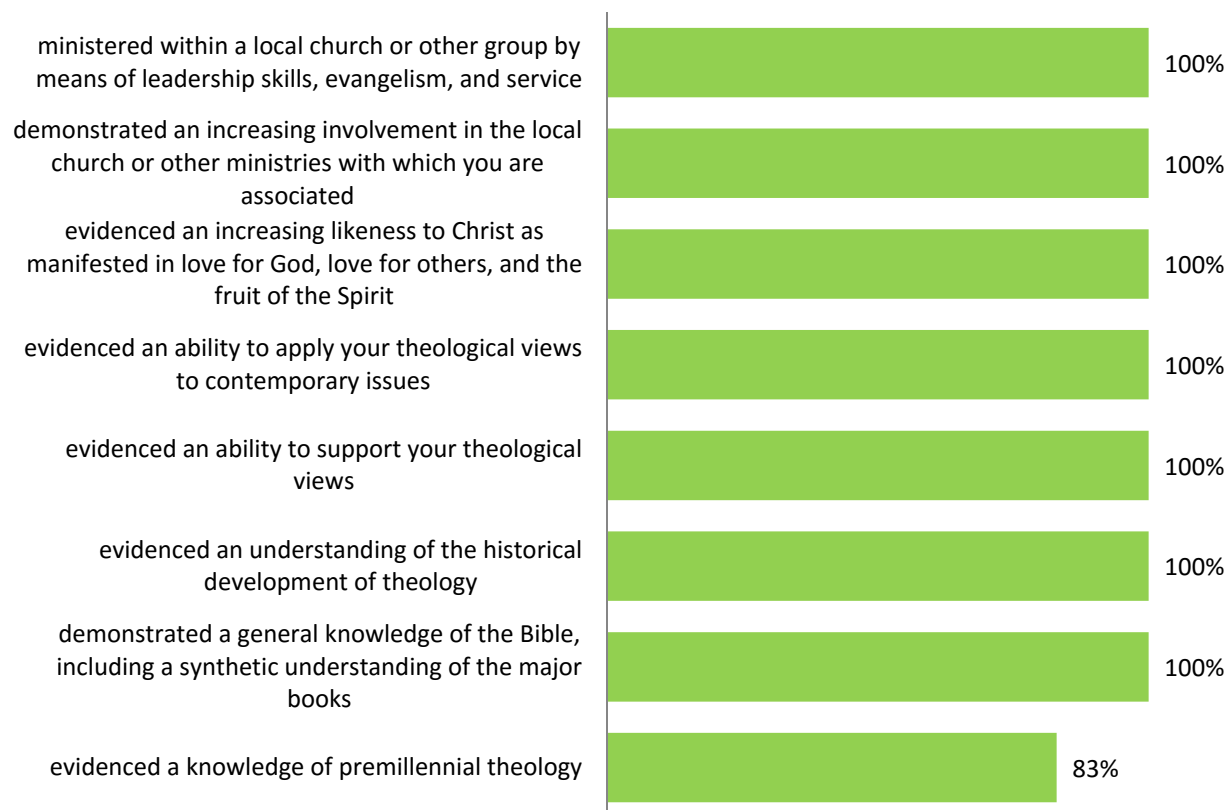 ministered within a local church or other group by
means of leadership skills, evangelism, and service
100%
demonstrated an increasing involvement in the local
church or other ministries with which you are
associated
100%
evidenced an increasing likeness to Christ as
manifested in love for God, love for others, and the
fruit of the Spirit
100%
evidenced an ability to apply your theological views
to contemporary issues
100%
evidenced an ability to support your theological
views
100%
evidenced an understanding of the historical
development of theology
100%
demonstrated a general knowledge of the Bible,
including a synthetic understanding of the major
books
100%
evidenced a knowledge of premillennial theology
83%